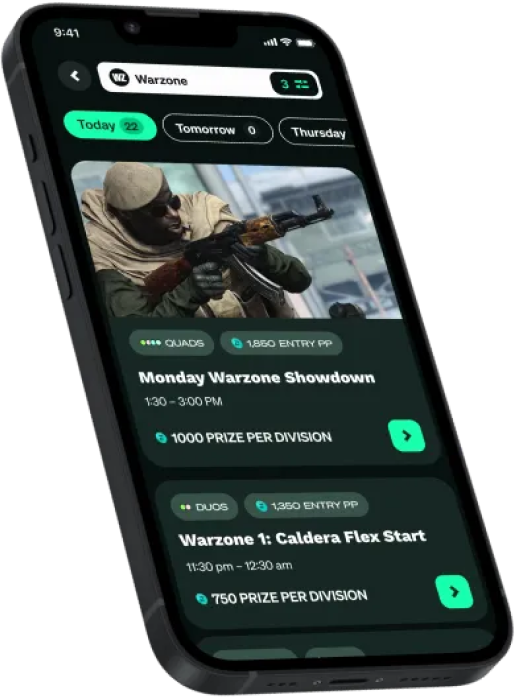 9:41
WZ Warzone 3
Today 22 Tomorrow 0 Thursday
QUADS 1,850 ENTRY PP
Monday Warzone Showdown
1:30 – 3:00 PM
1000 PRIZE PER DIVISION
DUOS 1,350 ENTRY PP
Warzone 1: Caldera Flex Start
11:30 pm – 12:30 am
750 PRIZE PER DIVISION